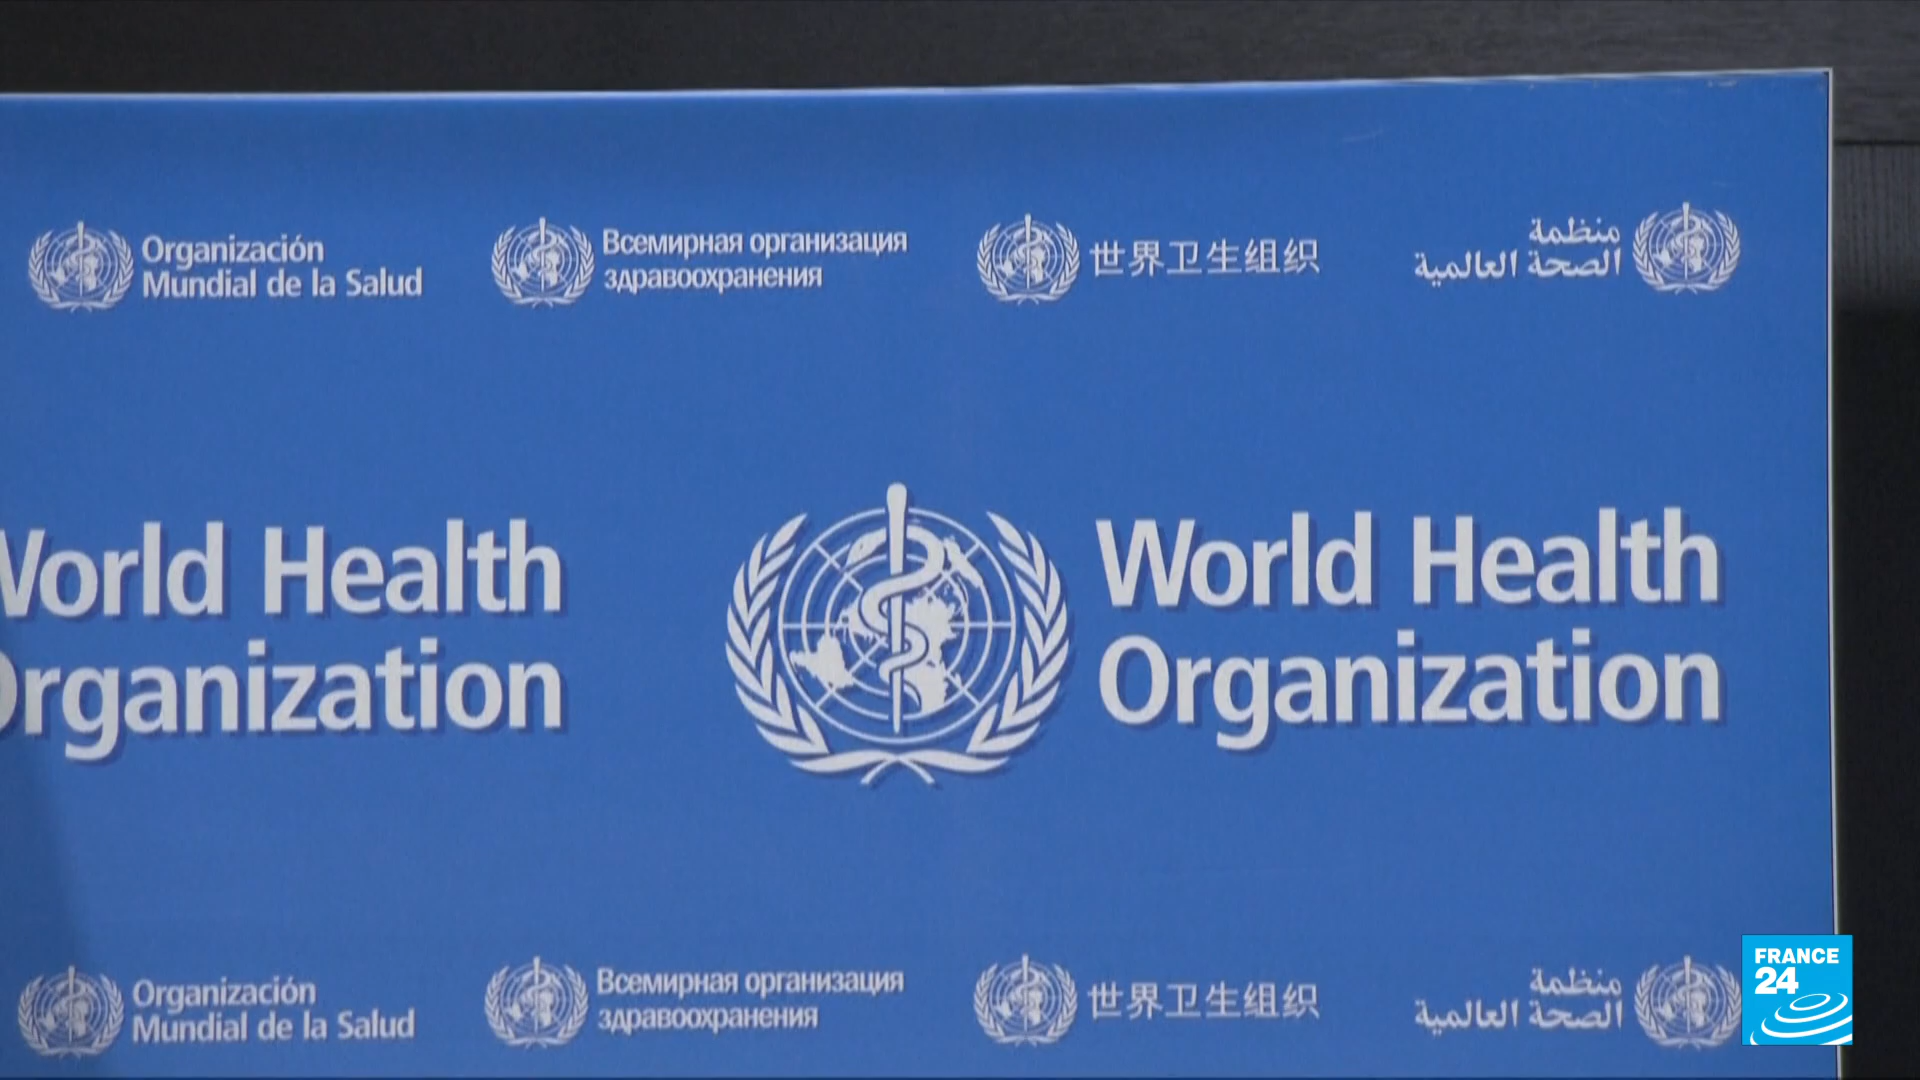 Organización
Mundial de la Salud
Всемирная организация
здравоохранения
世界卫生组织
منظمة
الصحة العالمية
World Health
Organization
World Health
Organization
Organización
Mundial de la Salud
Всемирная организация
здравоохранения
世界卫生组织
منظمة
الصحة العالمية
FRANCE
24